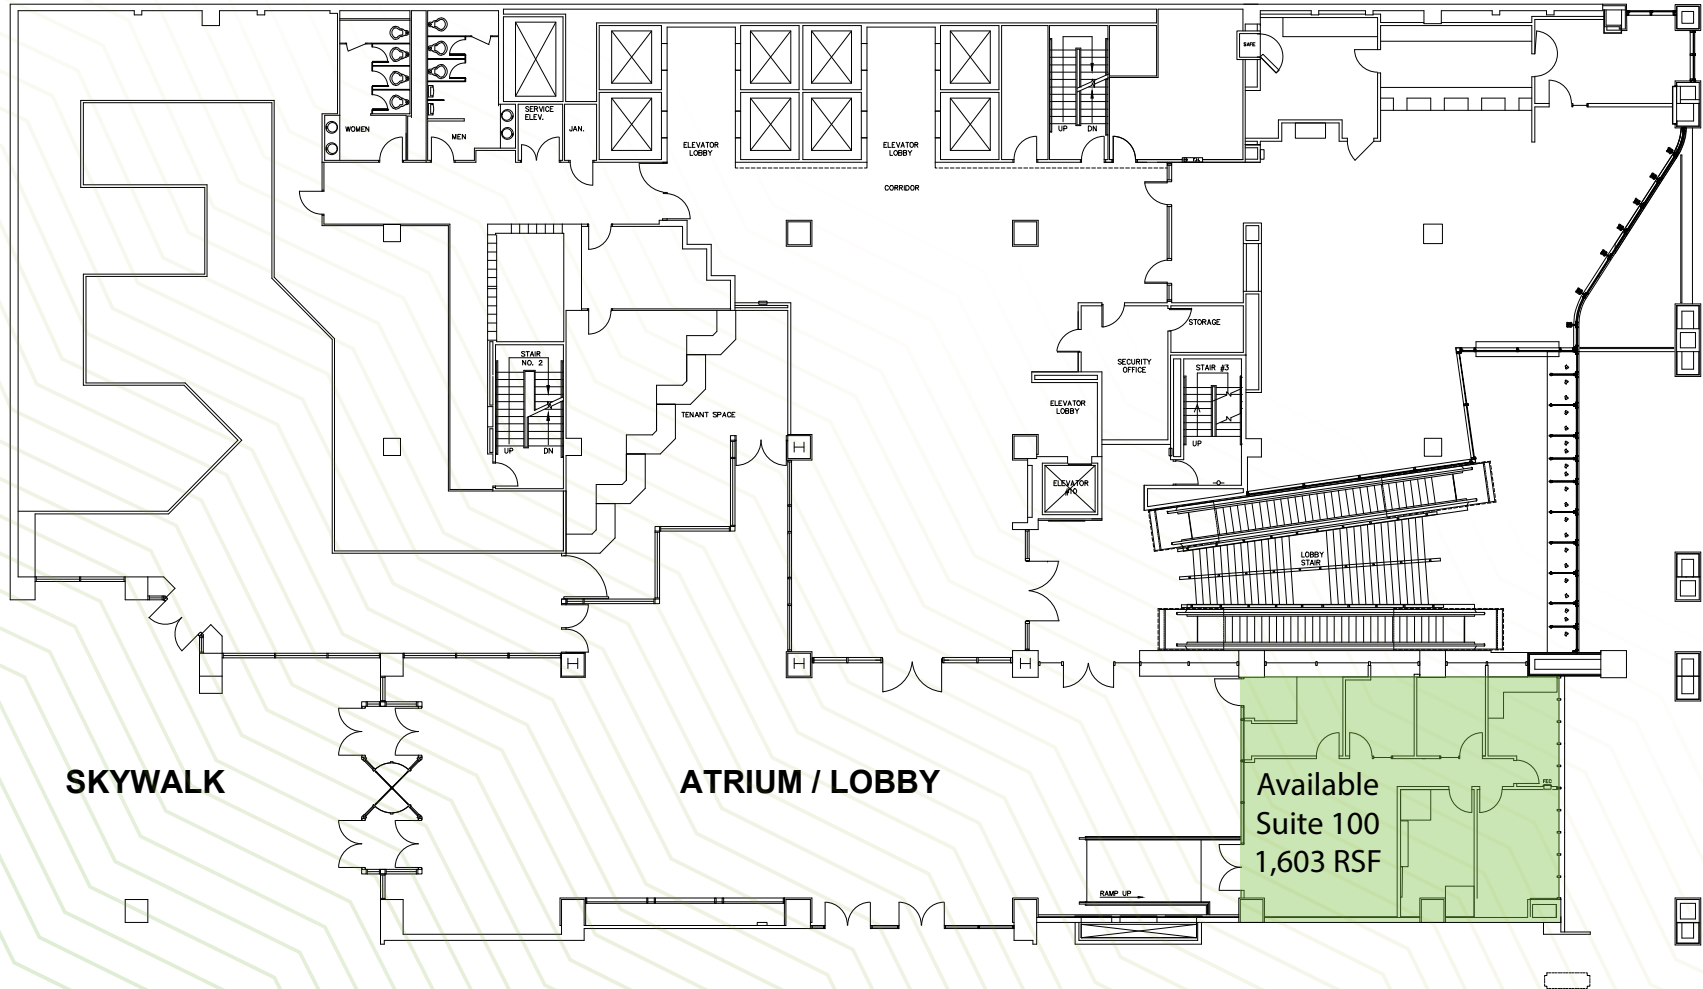 SAFE
SERVICE
ELEV.
WOMEN
MEN
JAN.
ELEVATOR
LOBBY
ELEVATOR
LOBBY
UP
DN
CORRIDOR
STORAGE
SECURITY
OFFICE
STAIR
NO. 2
STAIR #3
ELEVATOR
LOBBY
TENANT SPACE
UP
DN
UP
ELEVATOR
#10
LOBBY
STAIR
SKYWALK
ATRIUM / LOBBY
Available
Suite 100
1,603 RSF
FEC
RAMP UP